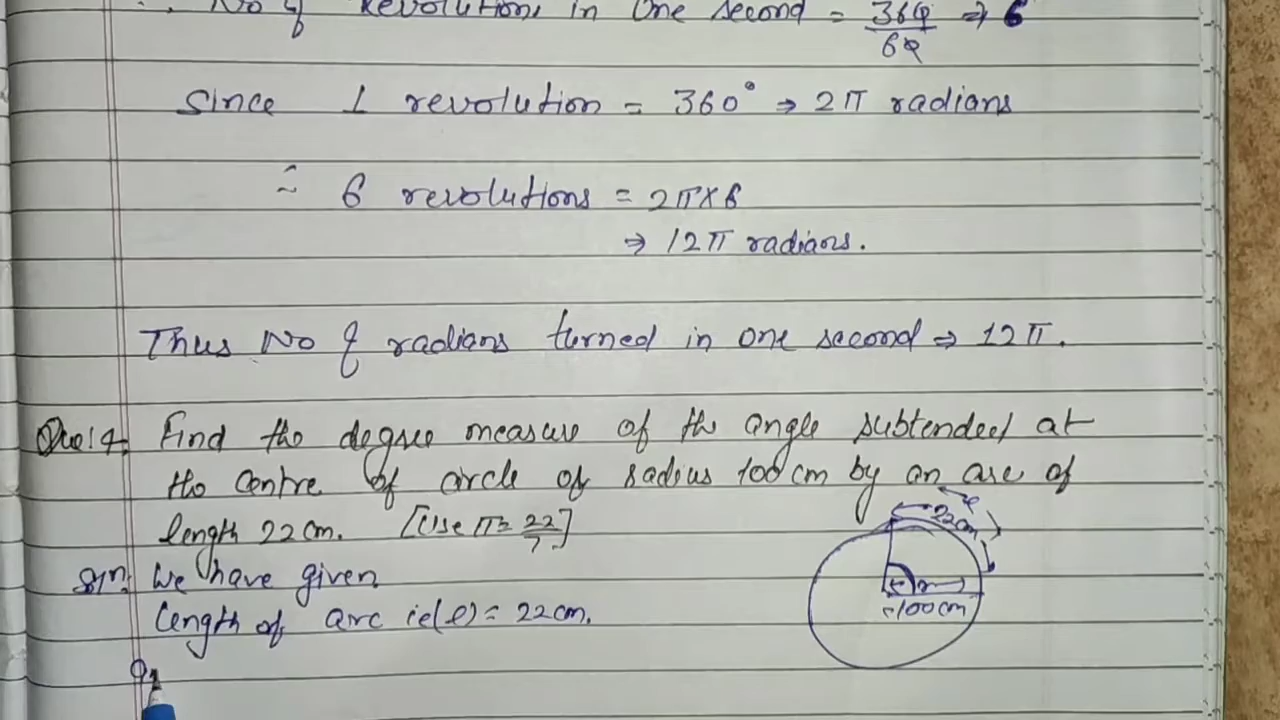 ∴ No of revolutions in one second = 360/60 ⇒ 6
Since 1 revolution = 360° → 2π radians
∴ 6 revolutions = 2π×6
⇒ 12π radians.
Thus No of radians turned in one second ⇒ 12π.
Que:4. Find the degree measure of the angle subtended at
the centre of circle of radius 100 cm by an arc of
length 22 cm. [Use π = 22/7]
l
22cm
Sol<sup>n</sup>: We have given
r
=100cm
length of arc ie(l) = 22 cm.